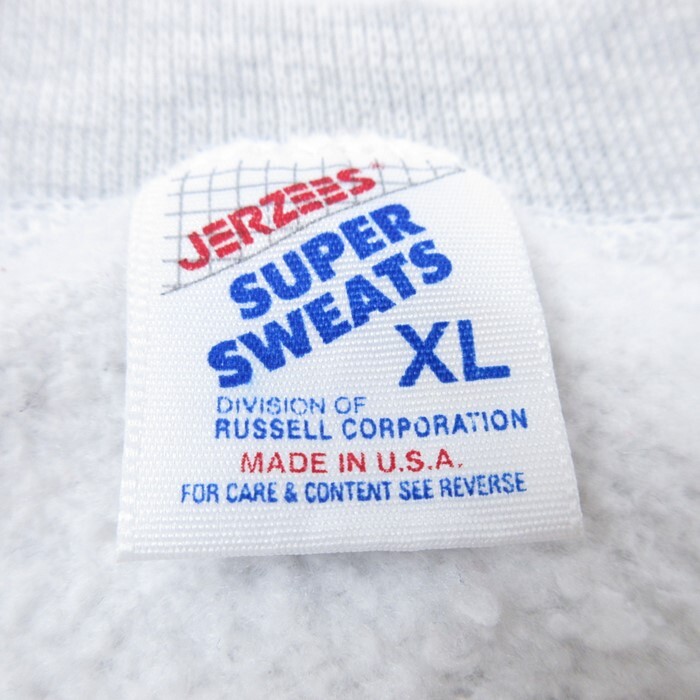 JERZEES
SUPER
SWEATS
XL
DIVISION OF
RUSSELL CORPORATION
MADE IN U.S.A.
FOR CARE & CONTENT SEE REVERSE